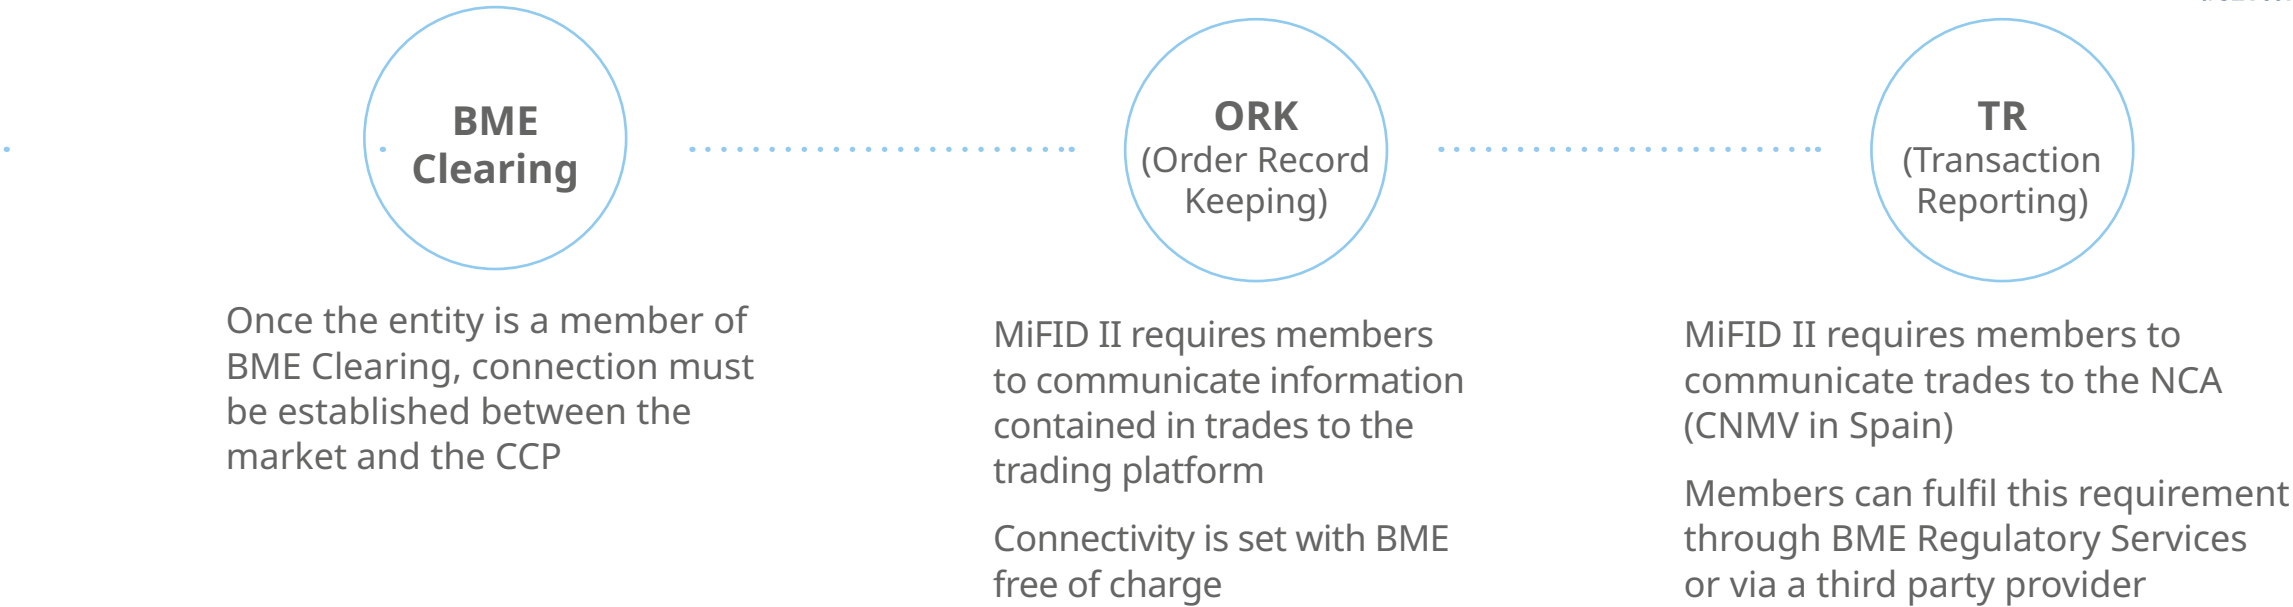 BME
Clearing
Once the entity is a member of
BME Clearing, connection must
be established between the
market and the CCP
ORK
(Order Record
Keeping)
MiFID II requires members
to communicate information
contained in trades to the
trading platform
Connectivity is set with BME
free of charge
TR
(Transaction
Reporting)
MiFID II requires members to
communicate trades to the NCA
(CNMV in Spain)
Members can fulfil this requirement
through BME Regulatory Services
or via a third party provider